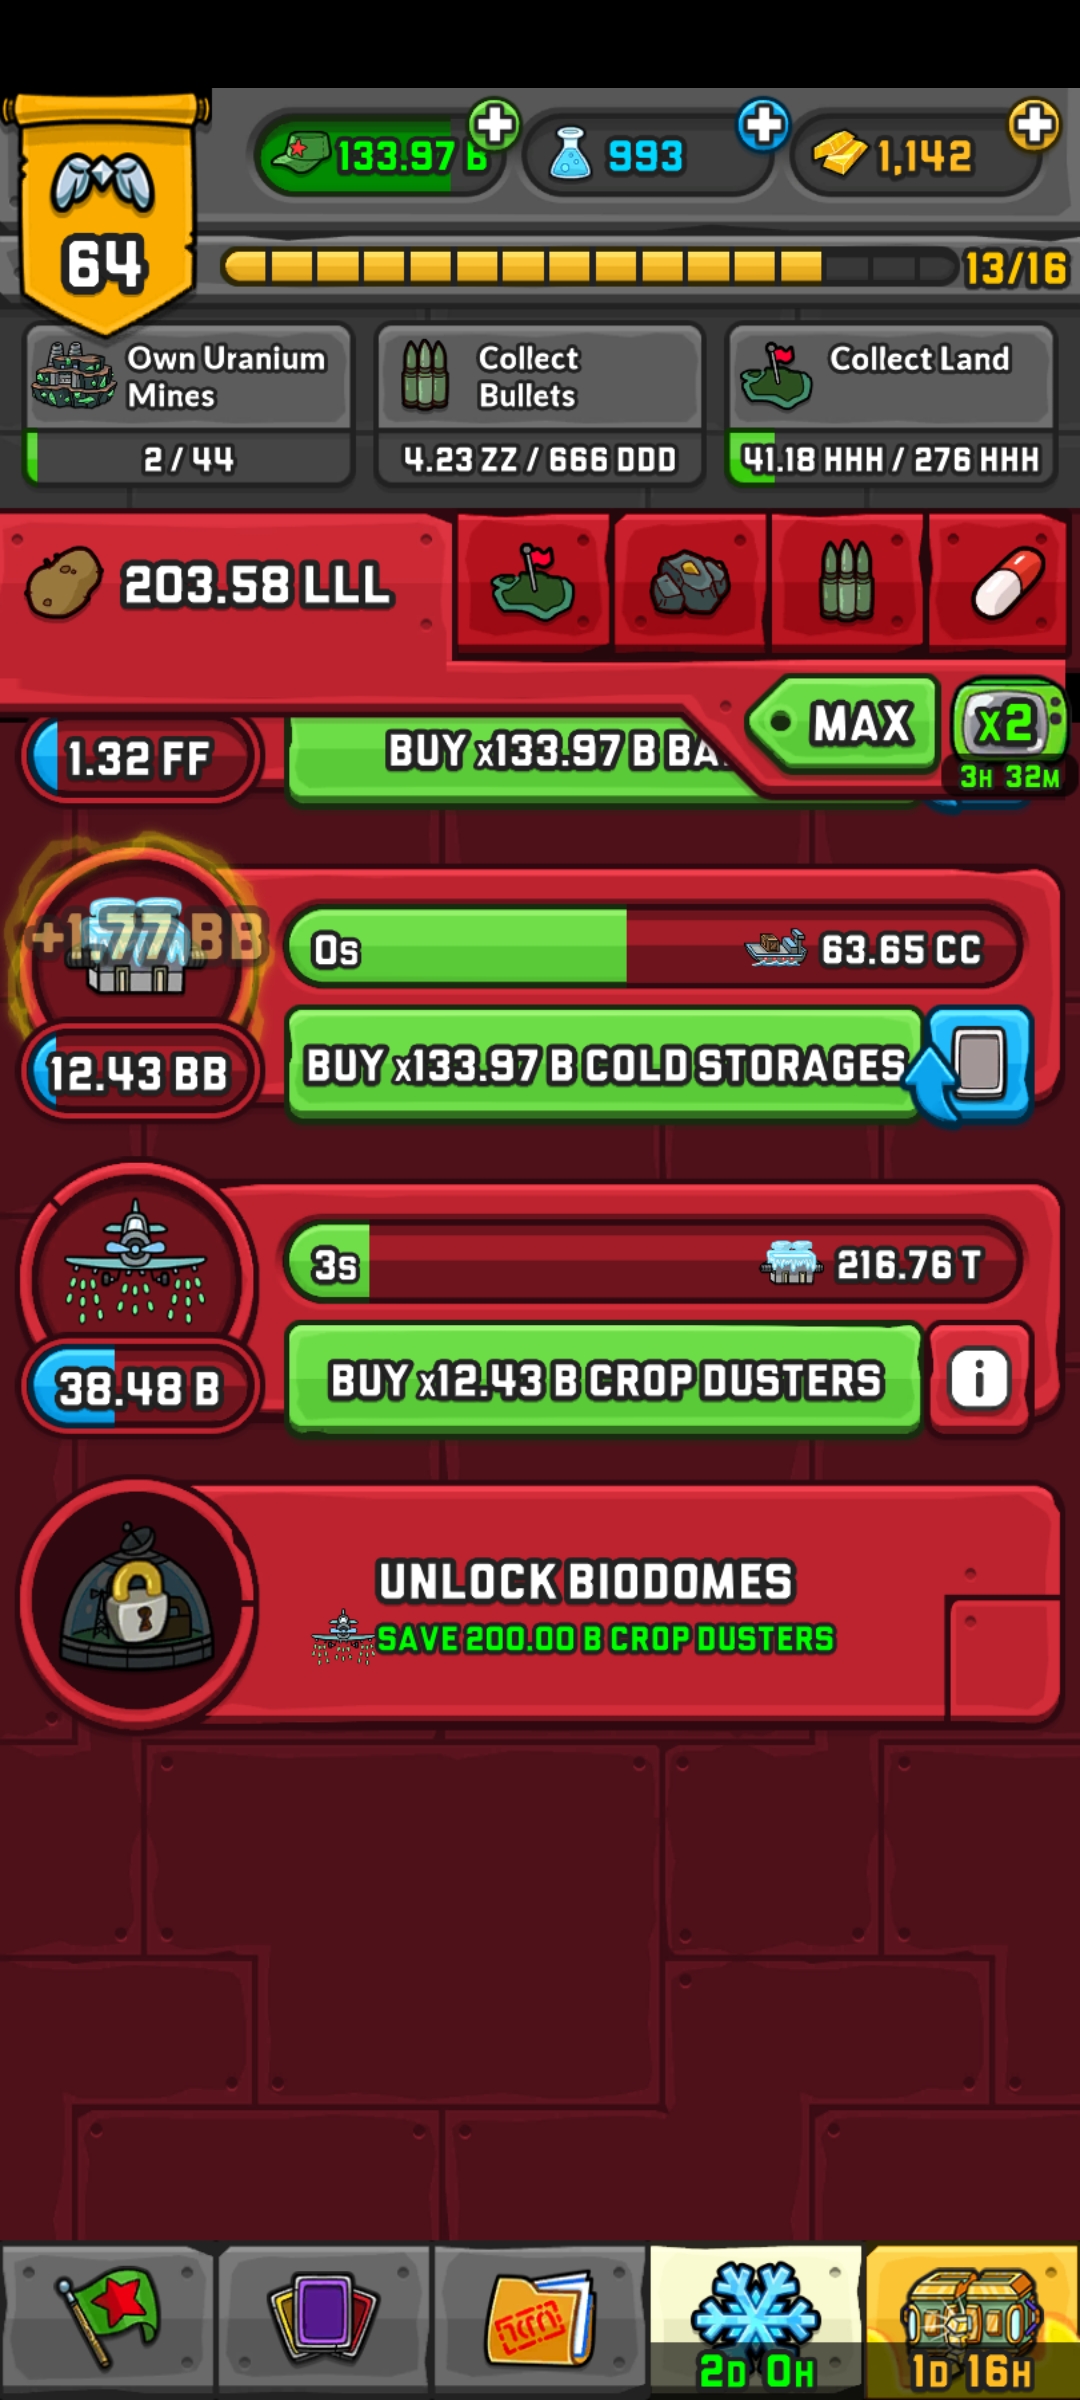 133.97 B
993
1,142
64
13/16
Own Uranium
Mines
2 / 44
Collect
Bullets
4.23 ZZ / 666 DDD
Collect Land
41.18 HHH / 276 HHH
203.58 LLL
MAX
x2
3H 32M
1.32 FF
BUY x133.97 B BA
+1.77 BB
0s
63.65 CC
12.43 BB
BUY x133.97 B COLD STORAGES
3s
216.76 T
38.48 B
BUY x12.43 B CROP DUSTERS
i
UNLOCK BIODOMES
SAVE 200.00 B CROP DUSTERS
2D 0H
1D 16H